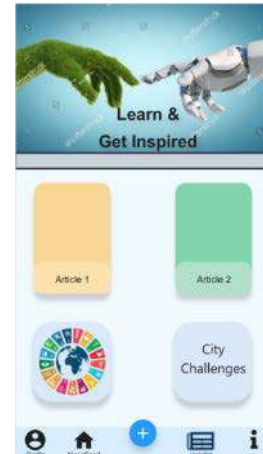 Learn &
Get Inspired
Article 1
Article 2
City
Challenges
+
i